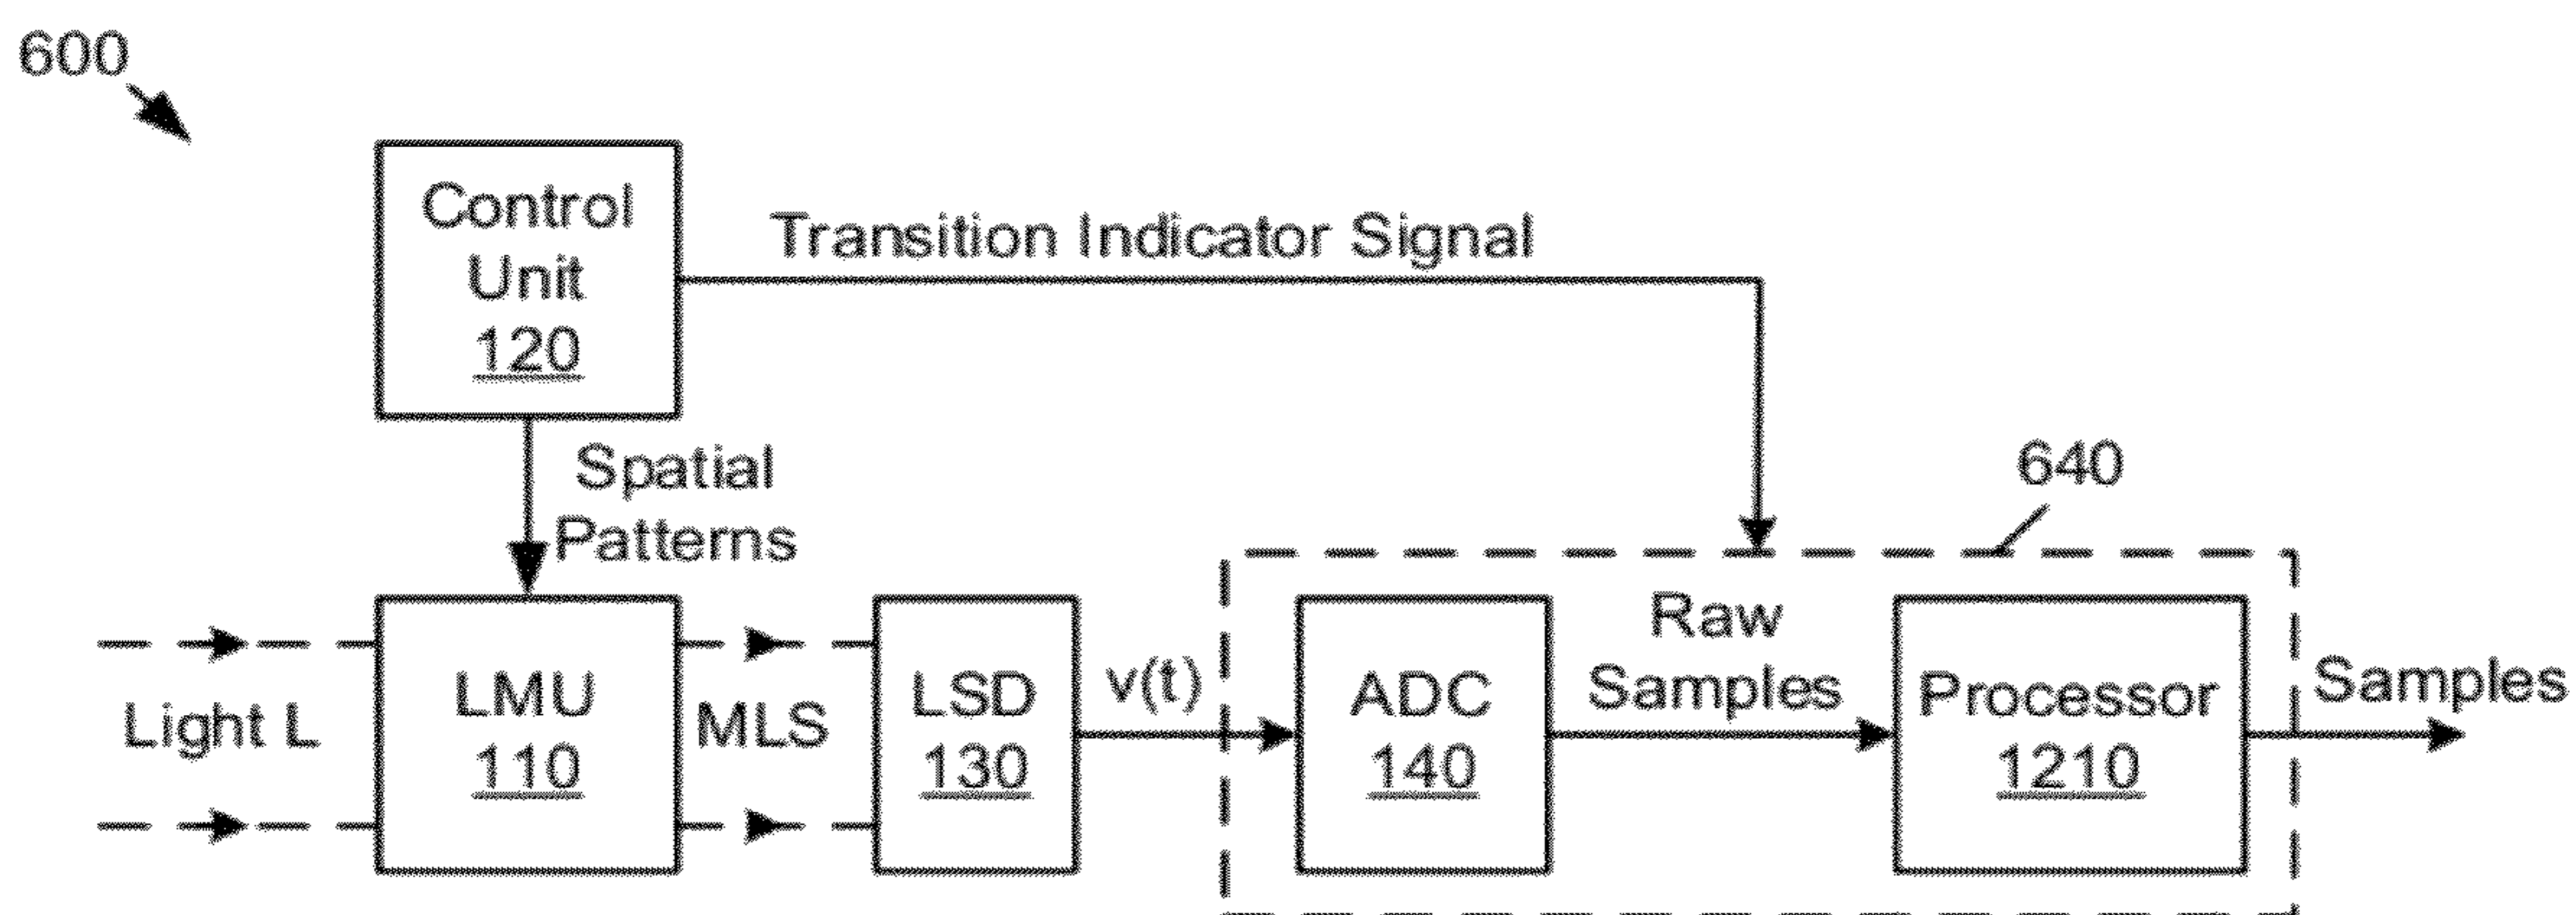 600
Control
Unit
120
Transition Indicator Signal
Spatial
Patterns
640
Light L
LMU
110
MLS
LSD
130
v(t)
ADC
140
Raw
Samples
Processor
1210
Samples